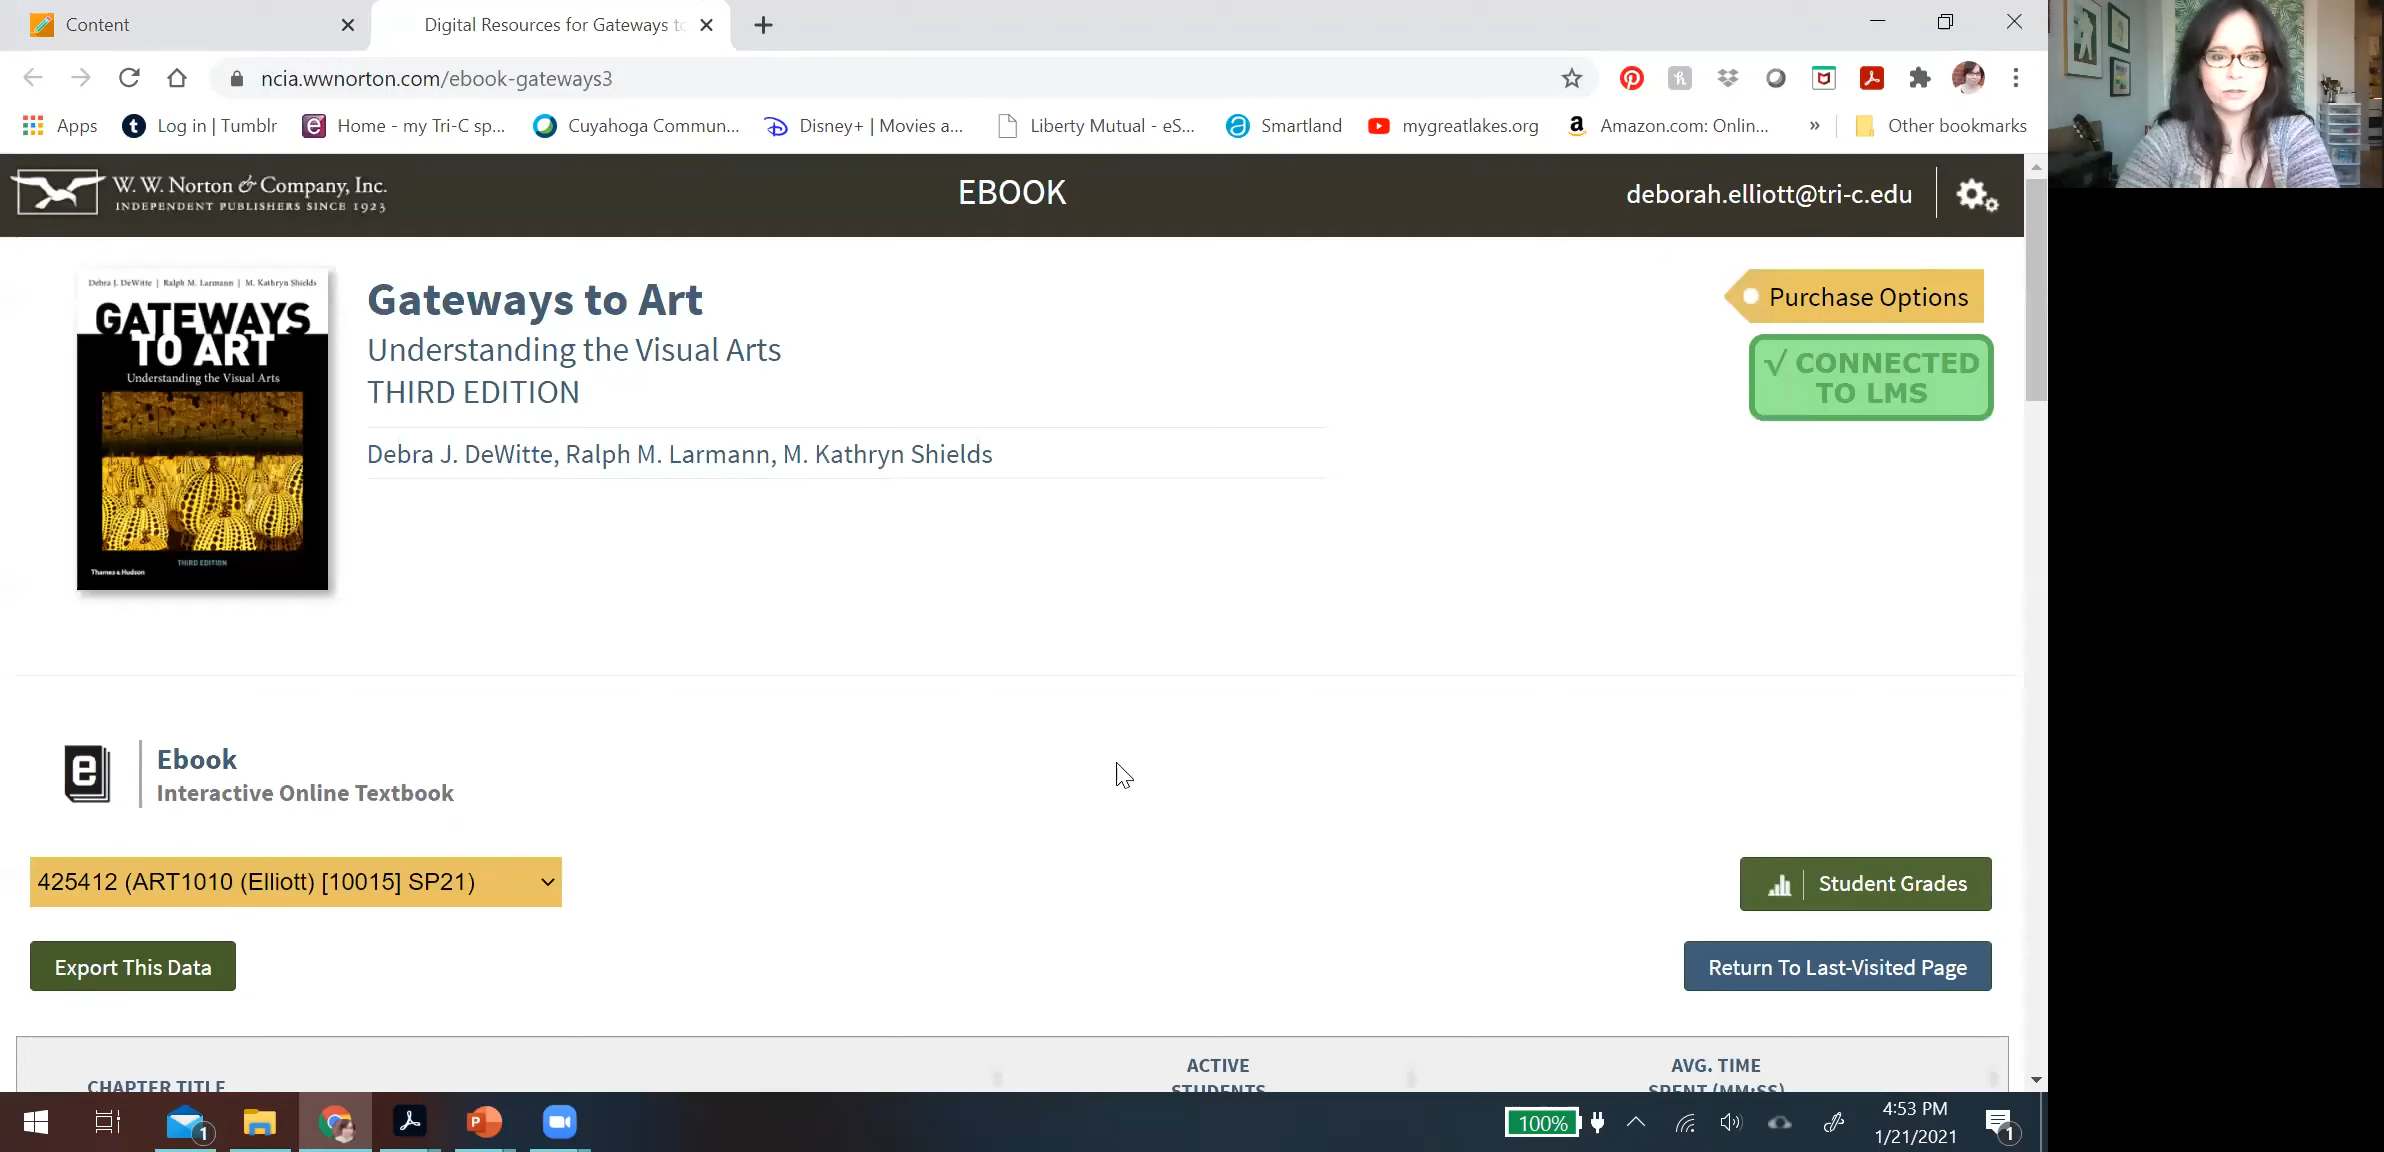 Content
Digital Resources for Gateways to
ncia.wwnorton.com/ebook-gateways3
Apps
Log in | Tumblr
Home - my Tri-C sp...
Cuyahoga Commun...
Disney+ | Movies a...
Liberty Mutual - eS...
Smartland
mygreatlakes.org
Amazon.com: Onlin...
»
Other bookmarks
W. W. Norton & Company, Inc.
INDEPENDENT PUBLISHERS SINCE 1923
EBOOK
deborah.elliott@tri-c.edu
Debra J. DeWitte | Ralph M. Larmann | M. Kathryn Shields
GATEWAYS
TO ART
Understanding the Visual Arts
THIRD EDITION
Thames & Hudson
Gateways to Art
Understanding the Visual Arts
THIRD EDITION
Debra J. DeWitte, Ralph M. Larmann, M. Kathryn Shields
Purchase Options
√ CONNECTED
TO LMS
e
Ebook
Interactive Online Textbook
425412 (ART1010 (Elliott) [10015] SP21)
Student Grades
Export This Data
Return To Last-Visited Page
CHAPTER TITLE
ACTIVE
STUDENTS
AVG. TIME
SPENT (MM:SS)
1
100%
4:53 PM
1/21/2021
1